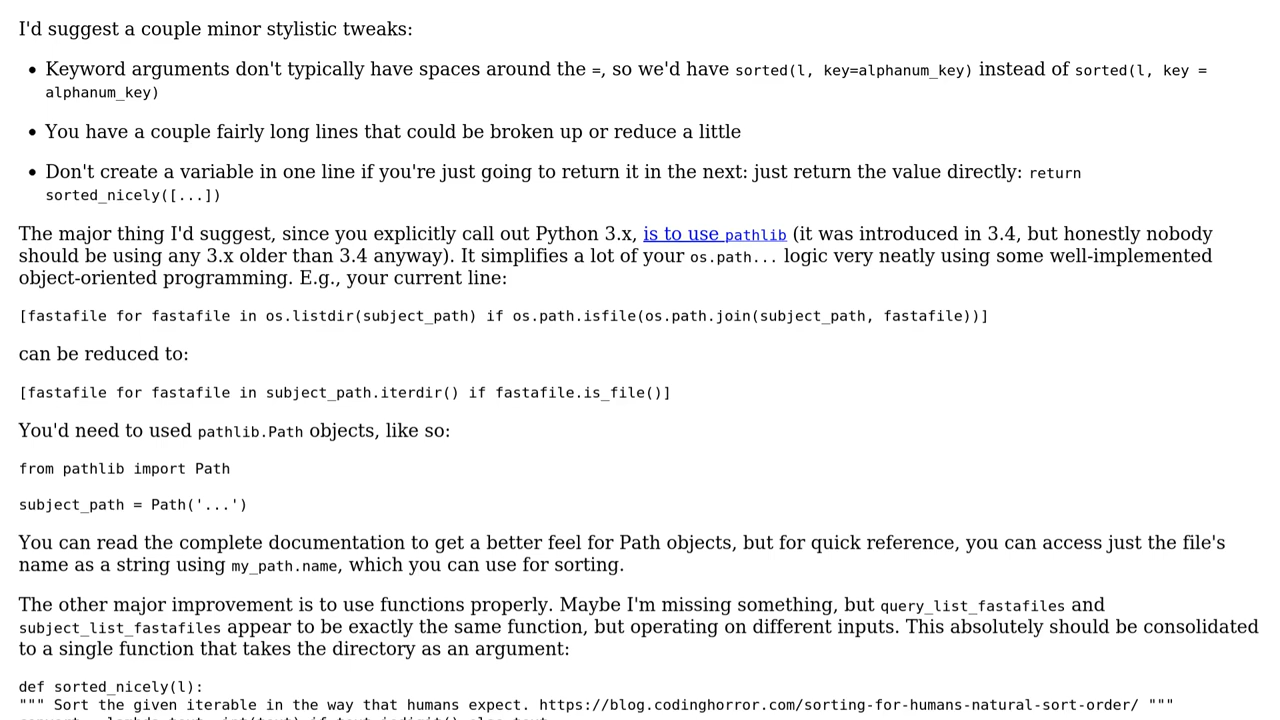 I'd suggest a couple minor stylistic tweaks:
• Keyword arguments don't typically have spaces around the =, so we'd have sorted(l, key=alphanum_key) instead of sorted(l, key =
alphanum_key)
• You have a couple fairly long lines that could be broken up or reduce a little
• Don't create a variable in one line if you're just going to return it in the next: just return the value directly: return
sorted_nicely([...])
The major thing I'd suggest, since you explicitly call out Python 3.x, is to use pathlib (it was introduced in 3.4, but honestly nobody
should be using any 3.x older than 3.4 anyway). It simplifies a lot of your os.path... logic very neatly using some well-implemented
object-oriented programming. E.g., your current line:
[fastafile for fastafile in os.listdir(subject_path) if os.path.isfile(os.path.join(subject_path, fastafile))]
can be reduced to:
[fastafile for fastafile in subject_path.iterdir() if fastafile.is_file()]
You'd need to used pathlib.Path objects, like so:
from pathlib import Path
subject_path = Path('...')
You can read the complete documentation to get a better feel for Path objects, but for quick reference, you can access just the file's
name as a string using my_path.name, which you can use for sorting.
The other major improvement is to use functions properly. Maybe I'm missing something, but query_list_fastafiles and
subject_list_fastafiles appear to be exactly the same function, but operating on different inputs. This absolutely should be consolidated
to a single function that takes the directory as an argument:
def sorted_nicely(l):
""" Sort the given iterable in the way that humans expect. https://blog.codinghorror.com/sorting-for-humans-natural-sort-order/ """